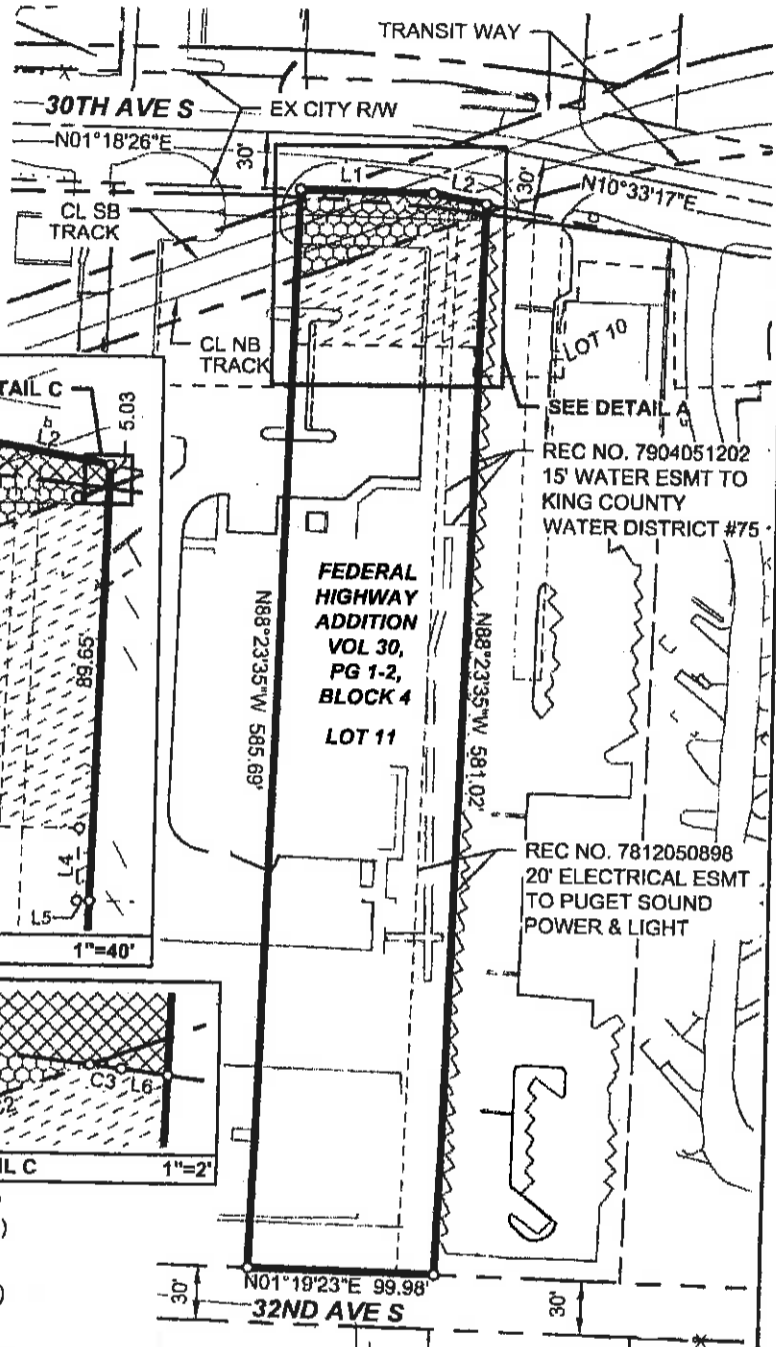 TRANSIT WAY
30TH AVE S
EX CITY R/W
N01°18'26"E
30'
L1
L2
30'
N10°33'17"E
CL SB
TRACK
CL NB
TRACK
LOT 10
SEE DETAIL A
TAIL C
L2
5.03
REC NO. 7904051202
15' WATER ESMT TO
KING COUNTY
WATER DISTRICT #75
FEDERAL
HIGHWAY
ADDITION
VOL 30,
PG 1-2,
BLOCK 4
LOT 11
89.65'
N88°23'35"W 585.69'
N88°23'35"W 581.02'
REC NO. 7812050898
20' ELECTRICAL ESMT
TO PUGET SOUND
POWER & LIGHT
L4
L5
1"=40'
C3
L6
IL C
1"=2'
)
)
30'
N01°19'23"E 99.98'
32ND AVE S
30'